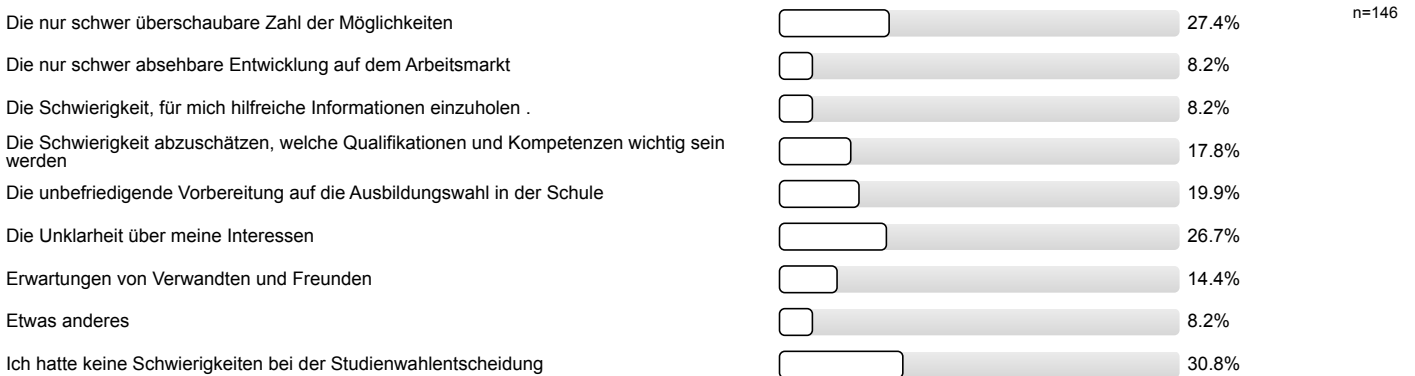 Die nur schwer überschaubare Zahl der Möglichkeiten 27.4% n=146
Die nur schwer absehbare Entwicklung auf dem Arbeitsmarkt 8.2%
Die Schwierigkeit, für mich hilfreiche Informationen einzuholen . 8.2%
Die Schwierigkeit abzuschätzen, welche Qualifikationen und Kompetenzen wichtig sein
werden 17.8%
Die unbefriedigende Vorbereitung auf die Ausbildungswahl in der Schule 19.9%
Die Unklarheit über meine Interessen 26.7%
Erwartungen von Verwandten und Freunden 14.4%
Etwas anderes 8.2%
Ich hatte keine Schwierigkeiten bei der Studienwahlentscheidung 30.8%